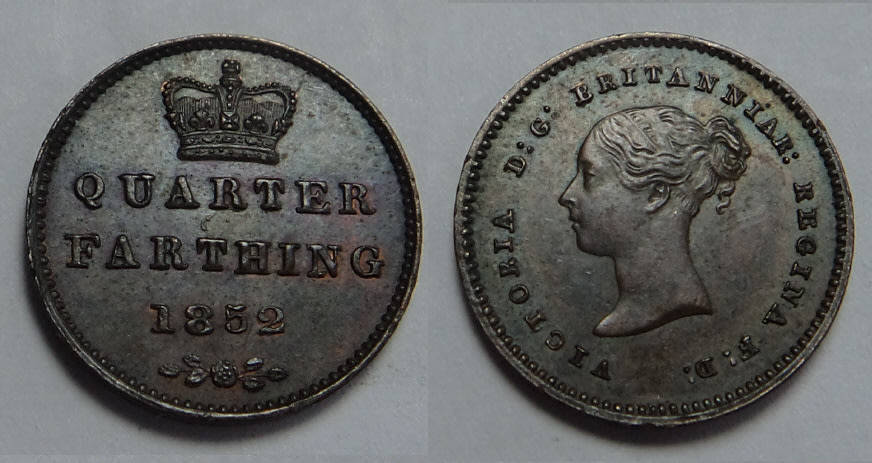 QUARTER
FARTHING
1852
VICTORIA D: G: BRITANNIAR: REGINA F: D: